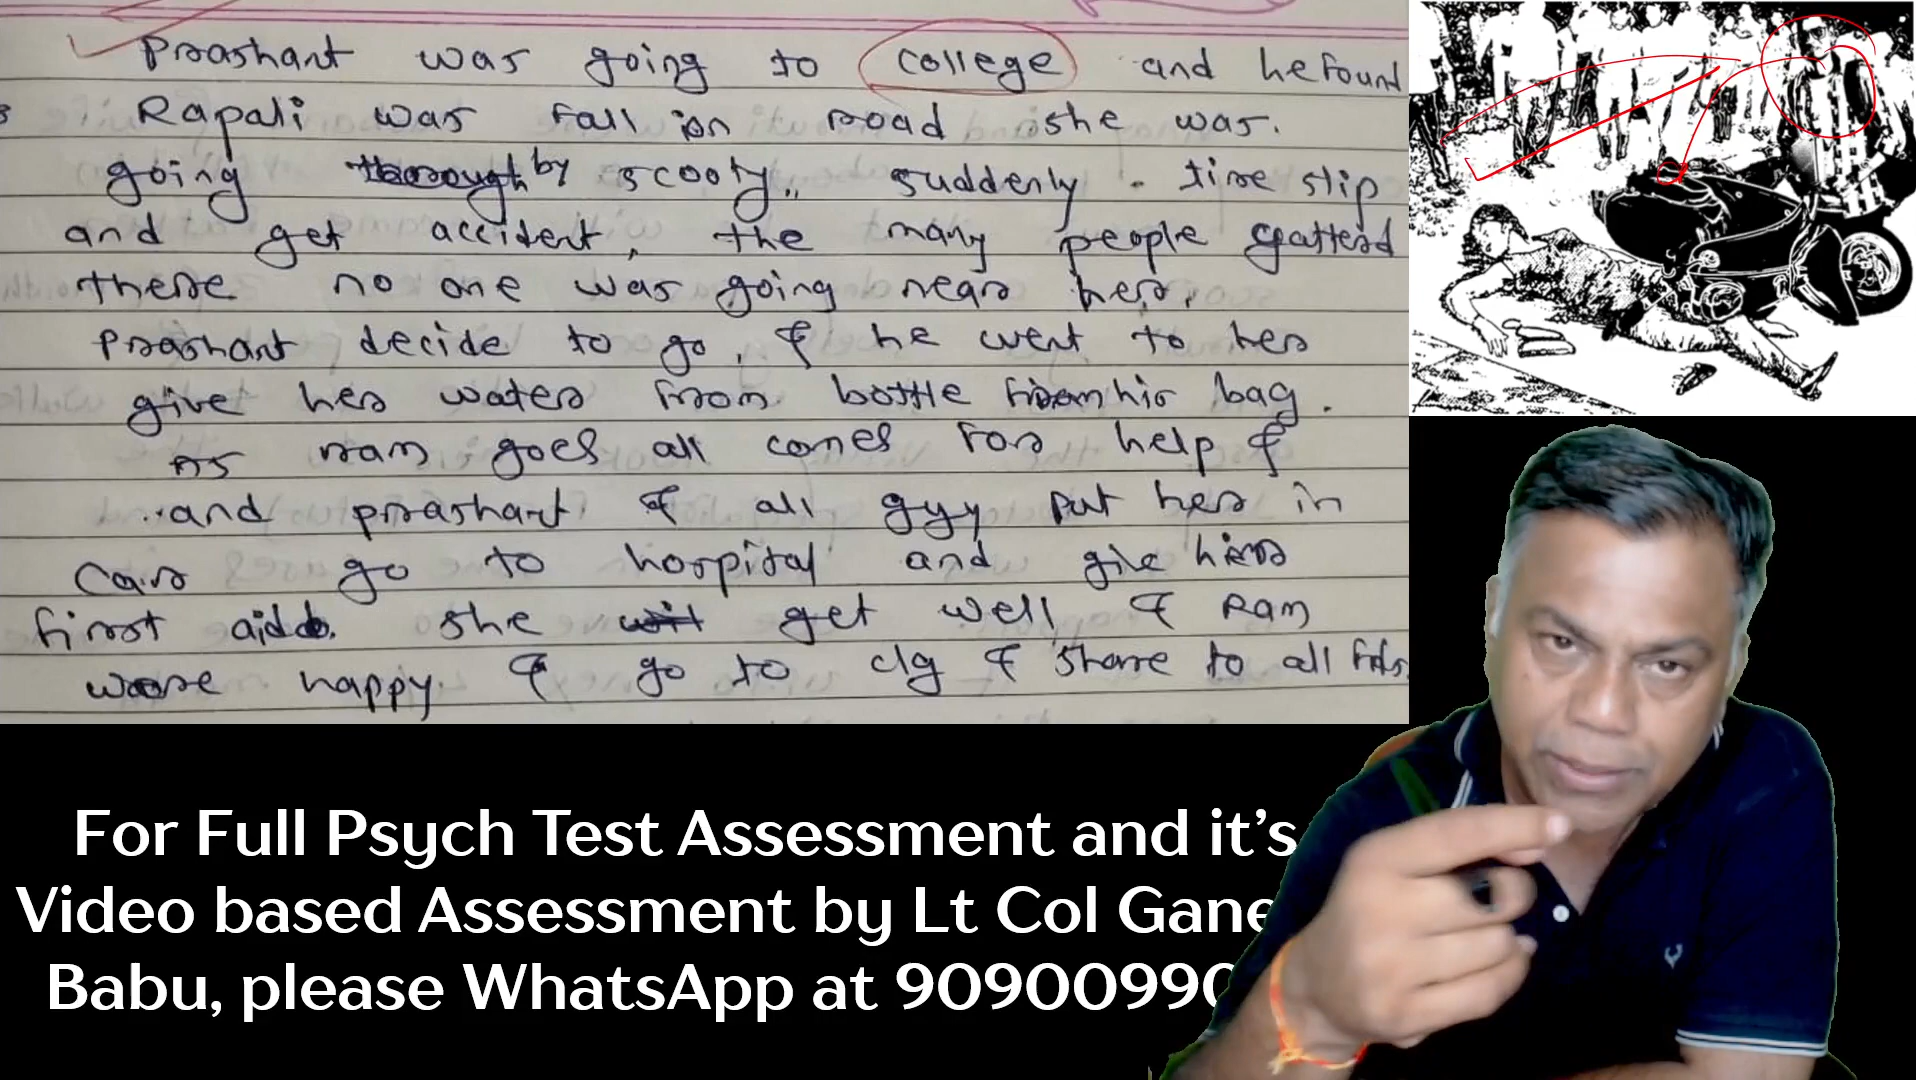 Prashant was going to college and he found
Rapali was fall on road she was.
going by scooty,, suddenly. tire slip
and get accident, the many people gatterd
there no one was going near her,
Prashant decide to go, & he went to her
give her water from bottle from his bag.
As ram goes all comes for help &
and prashant & all gyy put her in
Car go to hospital and give her
first aid. she get well & Ram
were happy & go to clg & share to all frds.
For Full Psych Test Assessment and it's
Video based Assessment by Lt Col Gane
Babu, please WhatsApp at 90900990